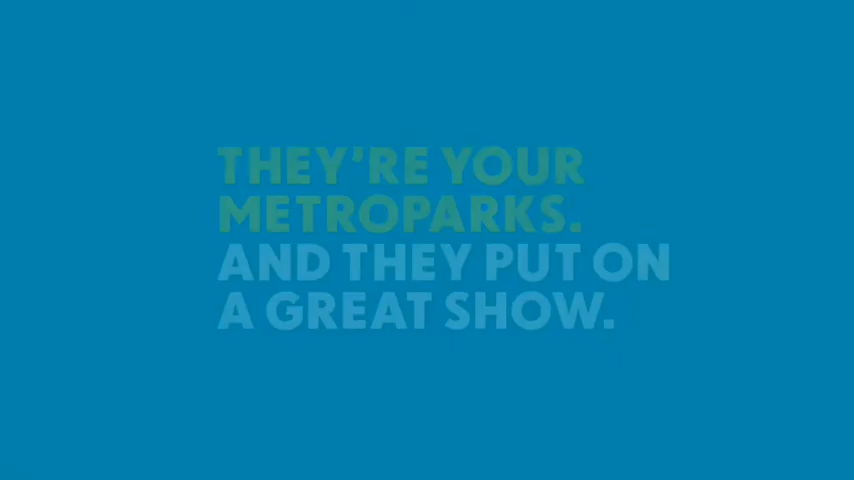 THEY'RE YOUR
METROPARKS.
AND THEY PUT ON
A GREAT SHOW.